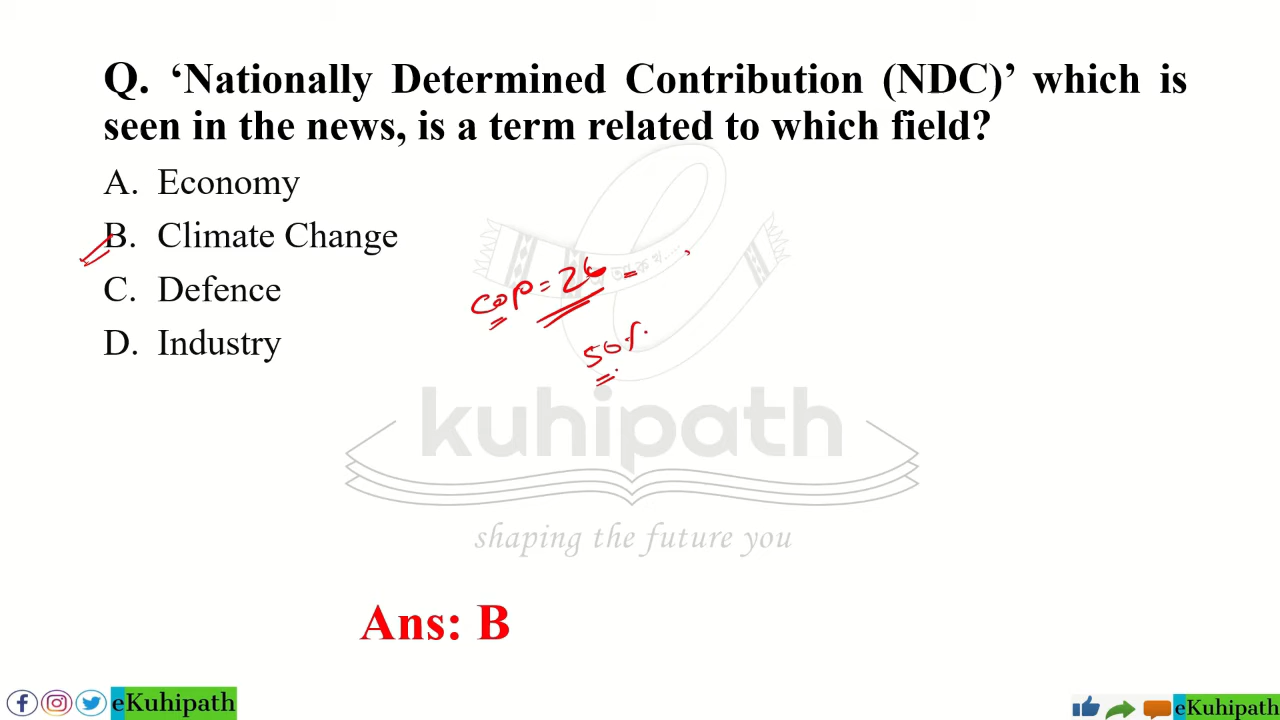 Q. ‘Nationally Determined Contribution (NDC)’ which is
seen in the news, is a term related to which field?
A. Economy
B. Climate Change
C. Defence
D. Industry
COP = 26 =
50%
kuhipath
shaping the future you
Ans: B
eKuhipath
eKuhipath